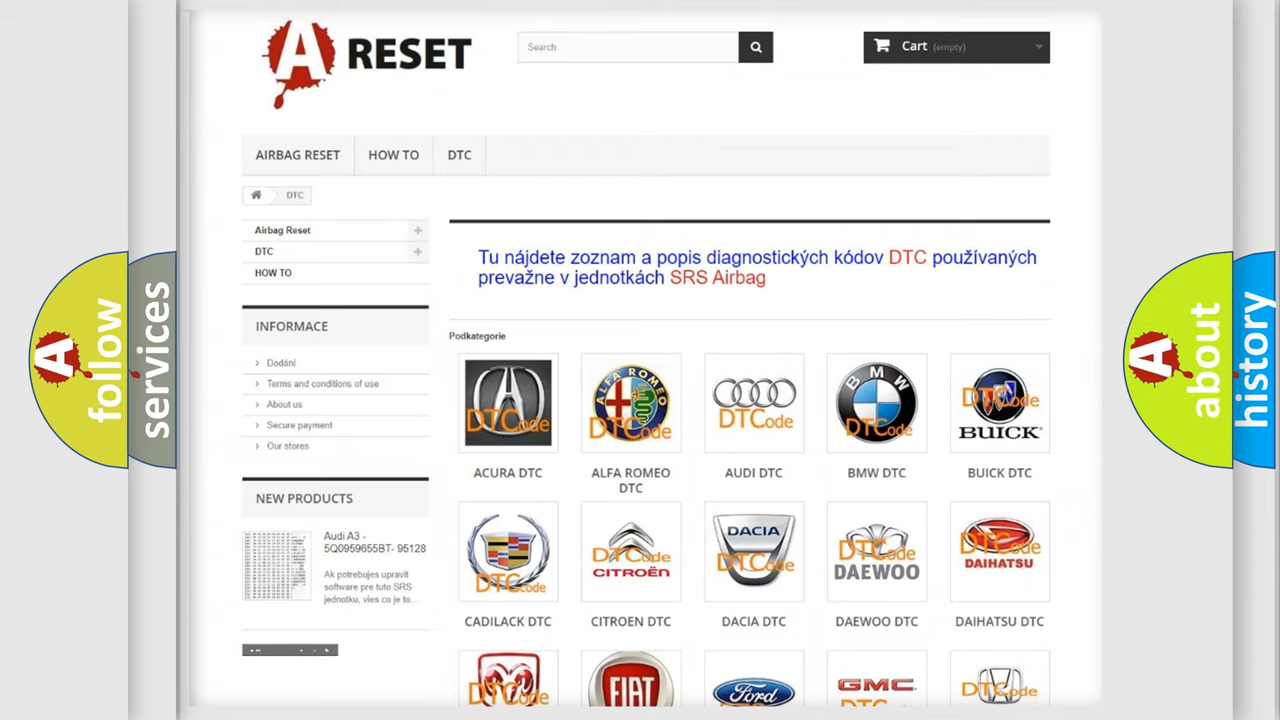 A RESET
Search
Cart (empty)
AIRBAG RESET
HOW TO
DTC
DTC
Airbag Reset
DTC
HOW TO
Tu nájdete zoznam a popis diagnostických kódov DTC používaných
prevažne v jednotkách SRS Airbag
INFORMACE
Dodání
Terms and conditions of use
About us
Secure payment
Our stores
Podkategorie
DTCode
ALFA ROMEO
DTCode
DTCode
BMW
DTCode
DTCode
BUICK
ACURA DTC
ALFA ROMEO
DTC
AUDI DTC
BMW DTC
BUICK DTC
NEW PRODUCTS
Audi A3 -
5Q0959655BT- 95128
Ak potrebujes upravit
software pre tuto SRS
jednotku, vies co je to...
DTCode
DTCode
CITROËN
DACIA
DTCode
DTCode
DAEWOO
DTCode
DAIHATSU
CADILACK DTC
CITROEN DTC
DACIA DTC
DAEWOO DTC
DAIHATSU DTC
DTCode
FIAT
Ford
GMC
DTCode
A follow
services
A about
history